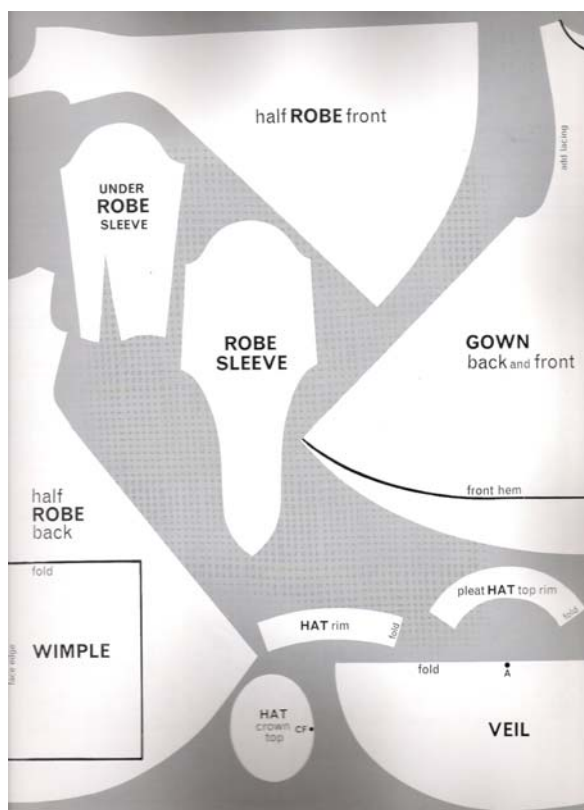 half ROBE front
add lacing
UNDER
ROBE
SLEEVE
ROBE
SLEEVE
GOWN
back and front
front hem
half
ROBE
back
fold
face edge
WIMPLE
HAT rim
fold
pleat HAT top rim
fold
HAT
crown
top
CF
fold
A
VEIL